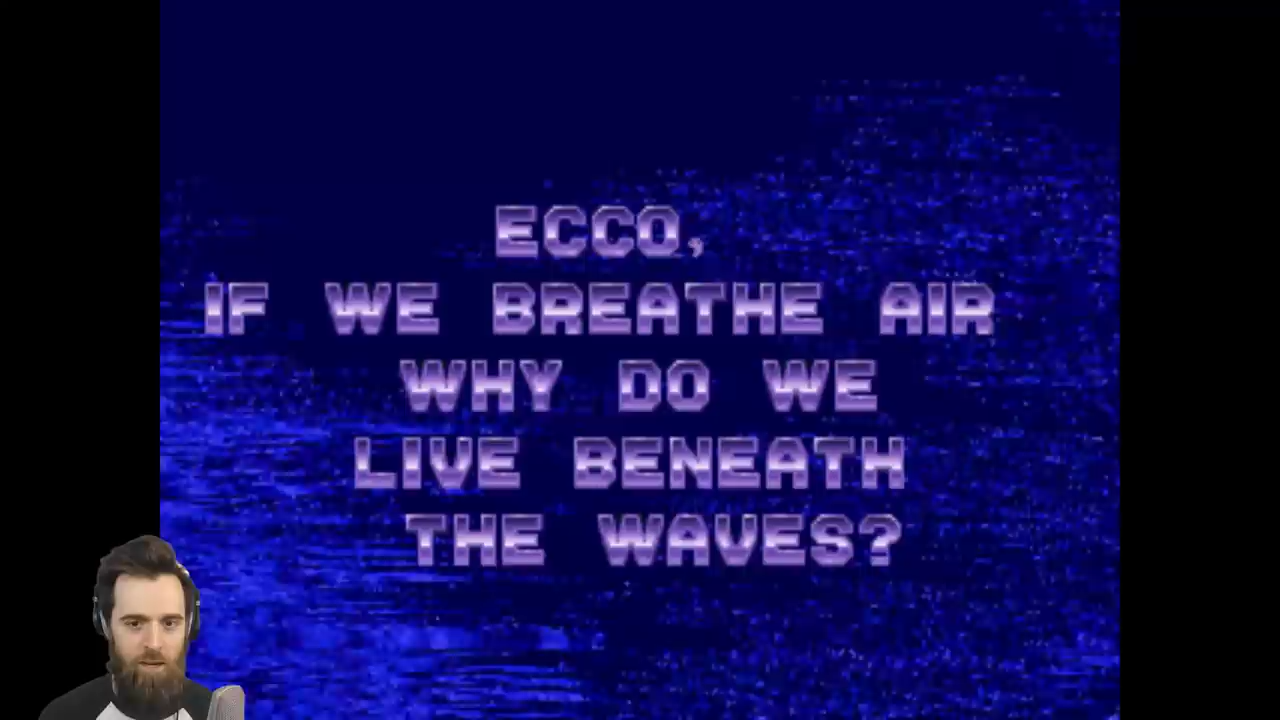 ECCO,
IF WE BREATHE AIR
WHY DO WE
LIVE BENEATH
THE WAVES?